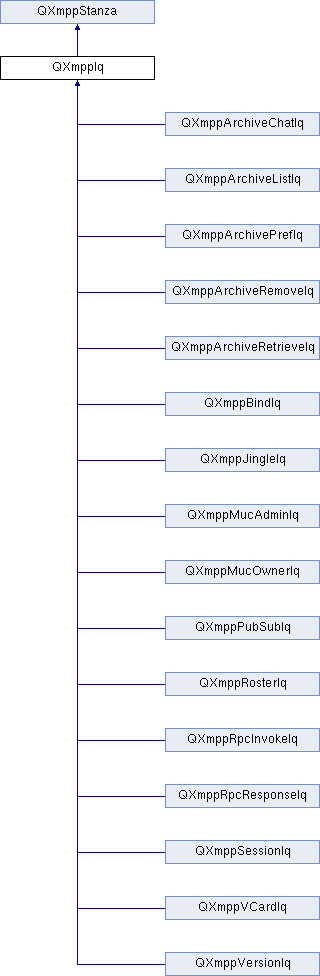 QXmppStanza
QXmppIq
QXmppArchiveChatIq
QXmppArchiveListIq
QXmppArchivePrefIq
QXmppArchiveRemoveIq
QXmppArchiveRetrieveIq
QXmppBindIq
QXmppJingleIq
QXmppMucAdminIq
QXmppMucOwnerIq
QXmppPubSubIq
QXmppRosterIq
QXmppRpcInvokeIq
QXmppRpcResponseIq
QXmppSessionIq
QXmppVCardIq
QXmppVersionIq